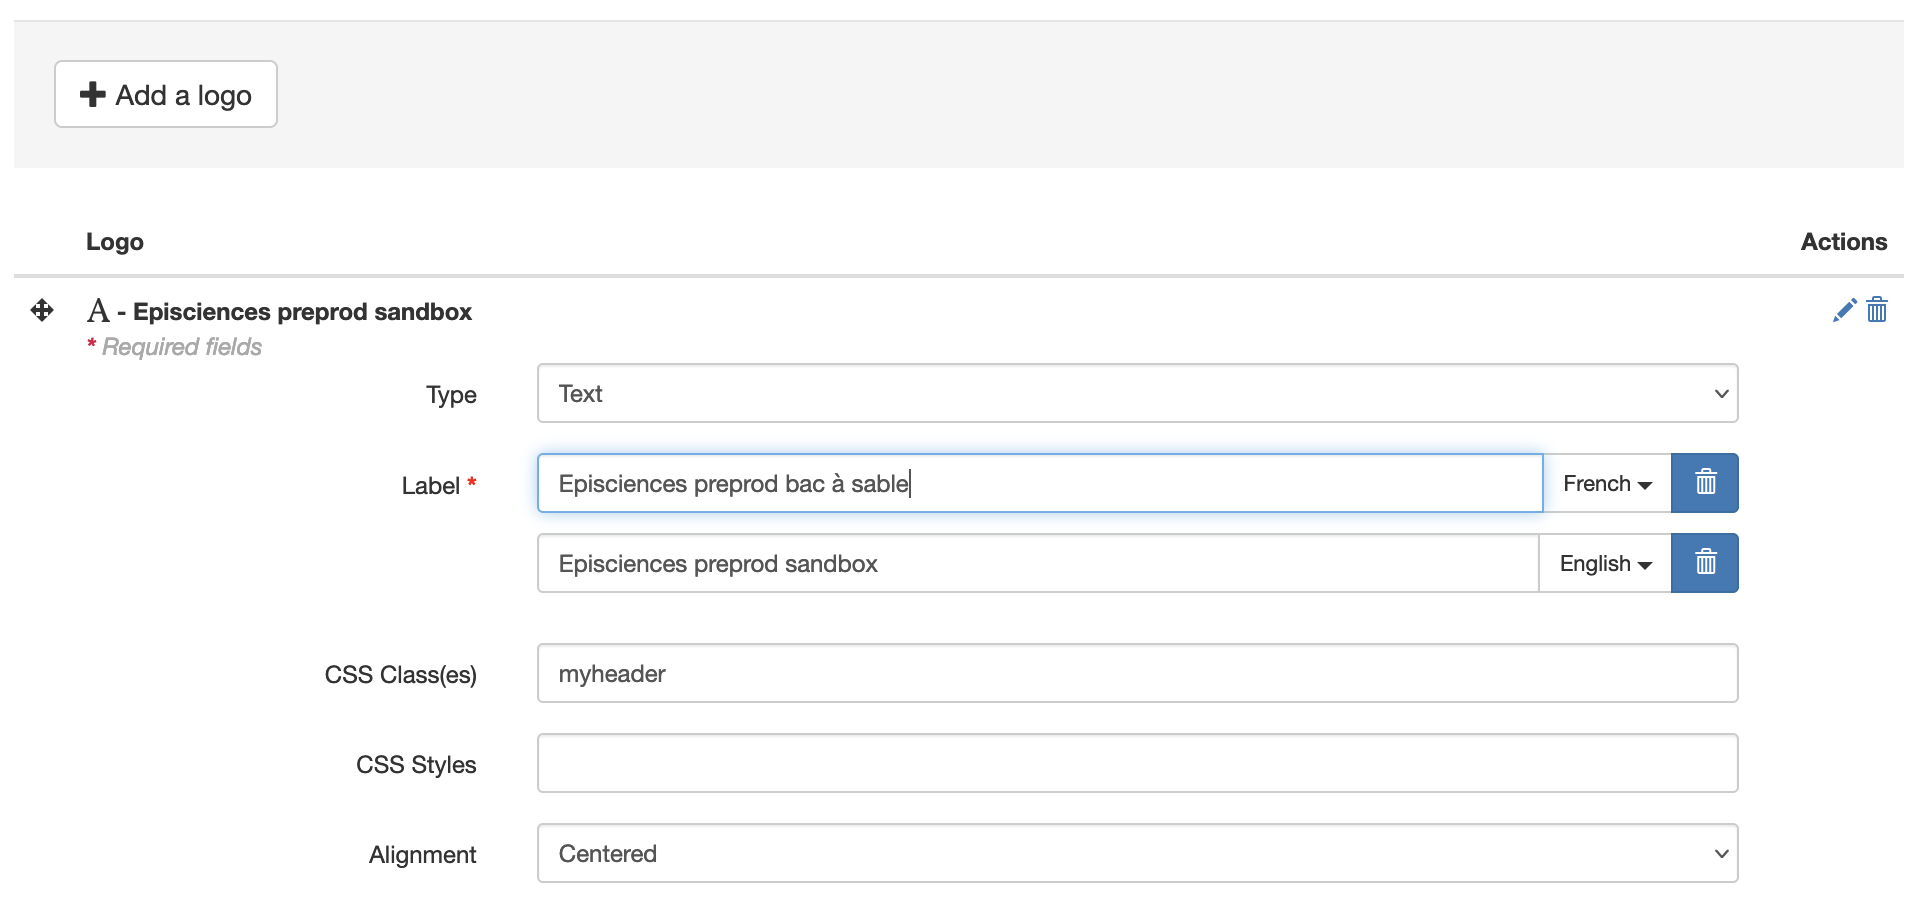 Add a logo
Logo Actions
A - Episciences preprod sandbox
* Required fields
Type Text
Label * Episciences preprod bac à sable French
Episciences preprod sandbox English
CSS Class(es) myheader
CSS Styles
Alignment Centered